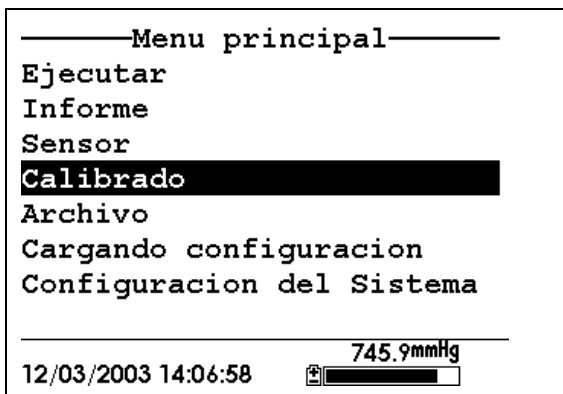 Menu principal
Ejecutar
Informe
Sensor
Calibrado
Archivo
Cargando configuracion
Configuracion del Sistema
745.9mmHg
12/03/2003 14:06:58